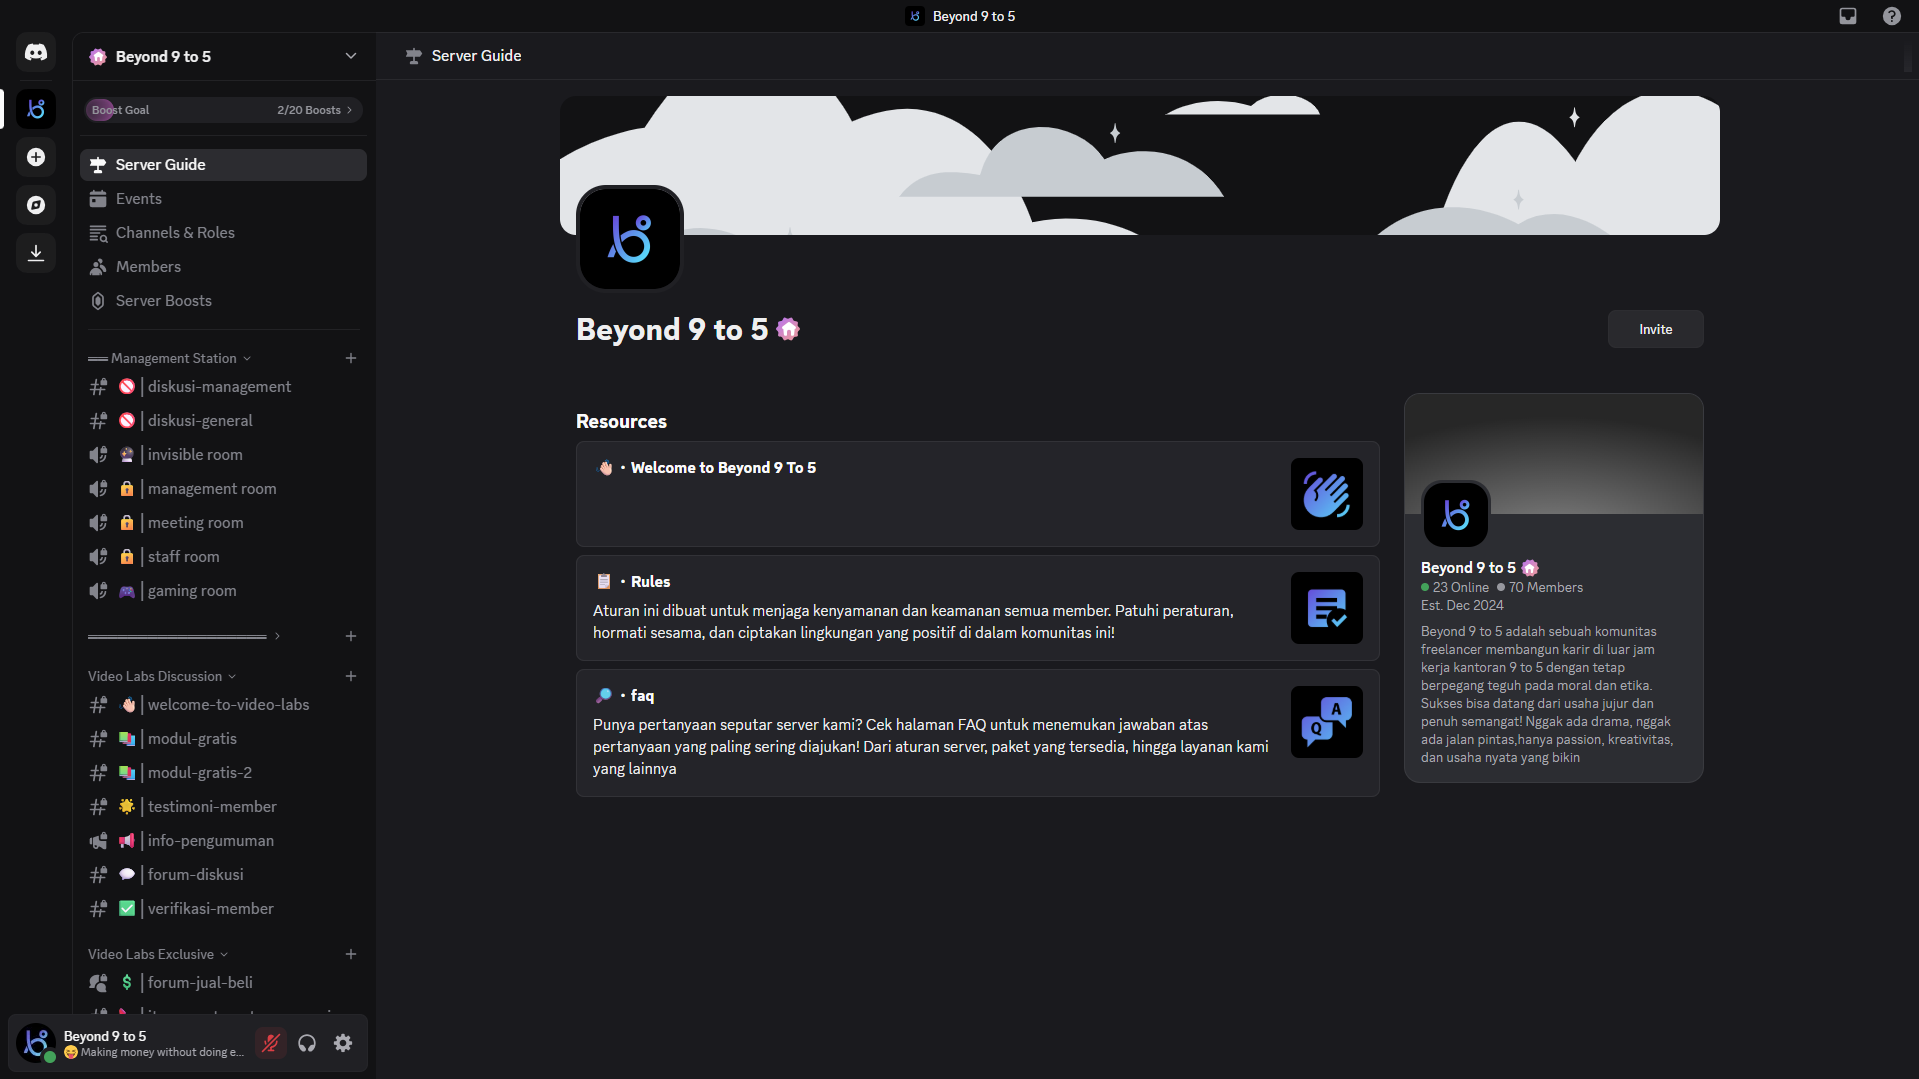 Beyond 9 to 5
Beyond 9 to 5
Boost Goal
2/20 Boosts
Server Guide
Events
Channels & Roles
Members
Server Boosts
Management Station
diskusi-management
diskusi-general
invisible room
management room
meeting room
staff room
gaming room
Video Labs Discussion
welcome-to-video-labs
modul-gratis
modul-gratis-2
testimoni-member
info-pengumuman
forum-diskusi
verifikasi-member
Video Labs Exclusive
$ forum-jual-beli
Beyond 9 to 5
Making money without doing e...
Server Guide
Beyond 9 to 5
Invite
Resources
• Welcome to Beyond 9 To 5
• Rules
Aturan ini dibuat untuk menjaga kenyamanan dan keamanan semua member. Patuhi peraturan,
hormati sesama, dan ciptakan lingkungan yang positif di dalam komunitas ini!
• faq
Punya pertanyaan seputar server kami? Cek halaman FAQ untuk menemukan jawaban atas
pertanyaan yang paling sering diajukan! Dari aturan server, paket yang tersedia, hingga layanan kami
yang lainnya
A
Q
Beyond 9 to 5
23 Online 70 Members
Est. Dec 2024
Beyond 9 to 5 adalah sebuah komunitas
freelancer membangun karir di luar jam
kerja kantoran 9 to 5 dengan tetap
berpegang teguh pada moral dan etika.
Sukses bisa datang dari usaha jujur dan
penuh semangat! Nggak ada drama, nggak
ada jalan pintas,hanya passion, kreativitas,
dan usaha nyata yang bikin